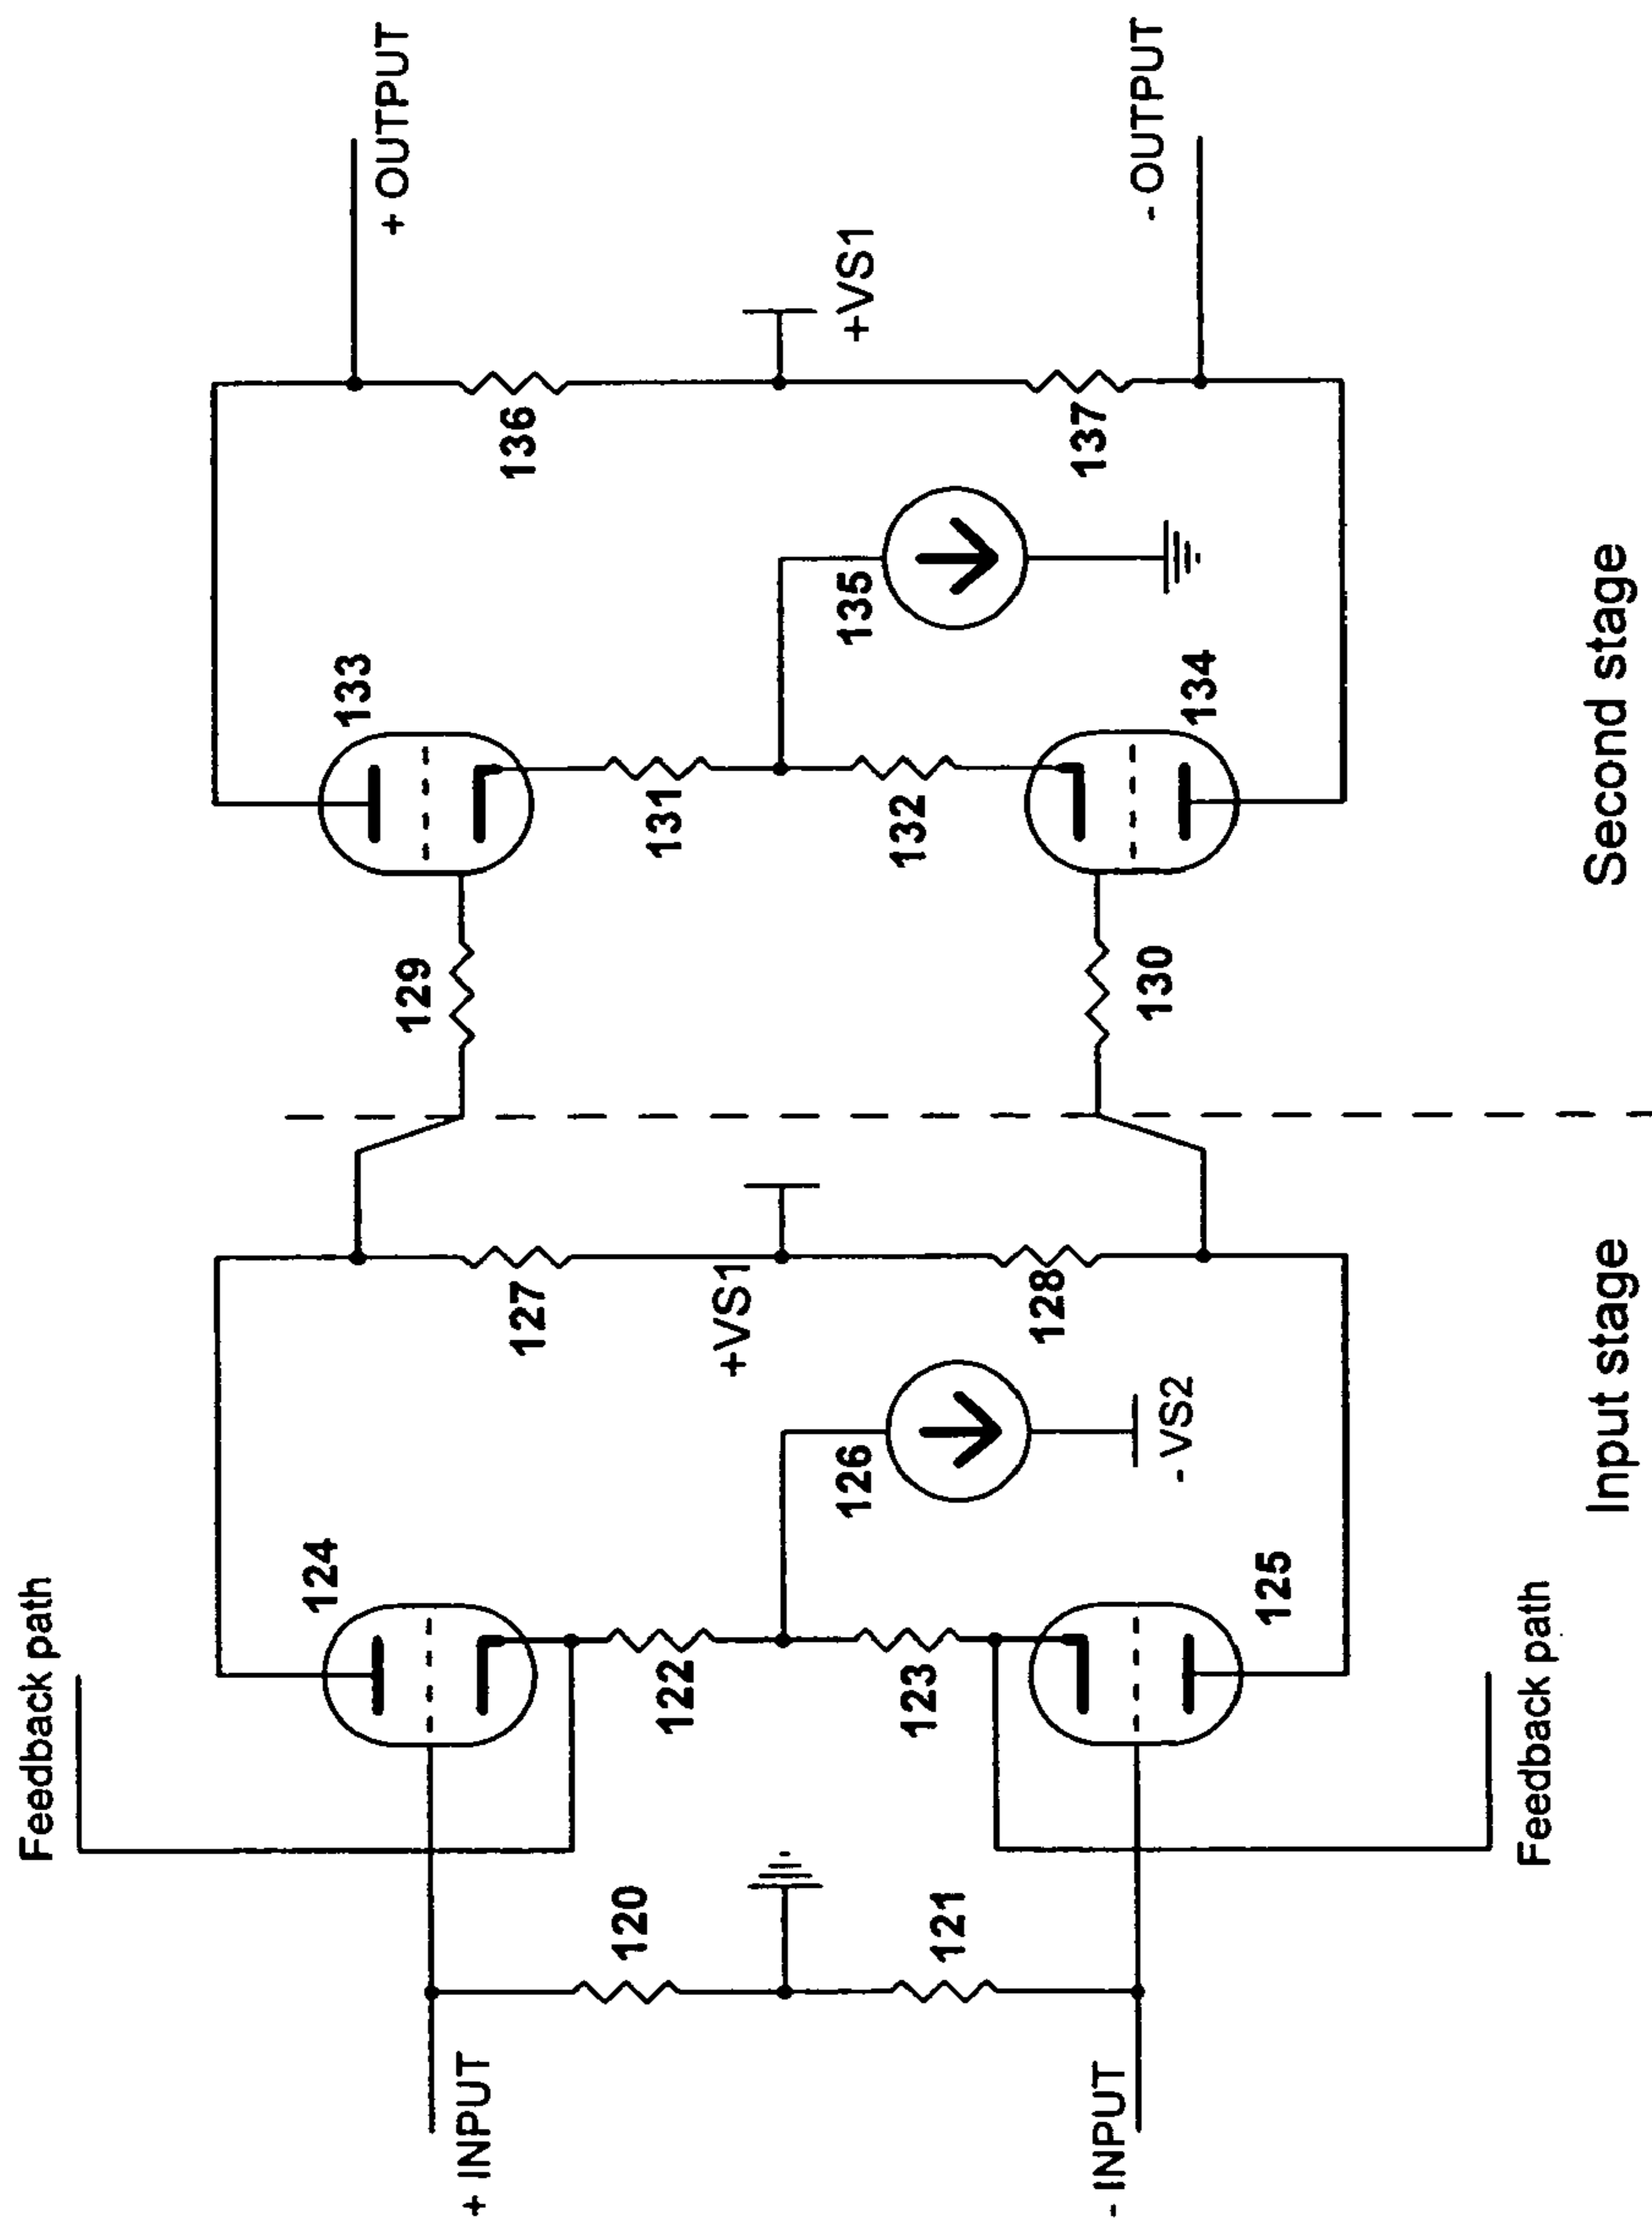 Feedback path
+ INPUT
120
121
- INPUT
124
122
123
125
126
- VS2
127
+VS1
128
Feedback path
Input stage
129
130
133
131
132
134
135
136
137
+VS1
+ OUTPUT
- OUTPUT
Second stage